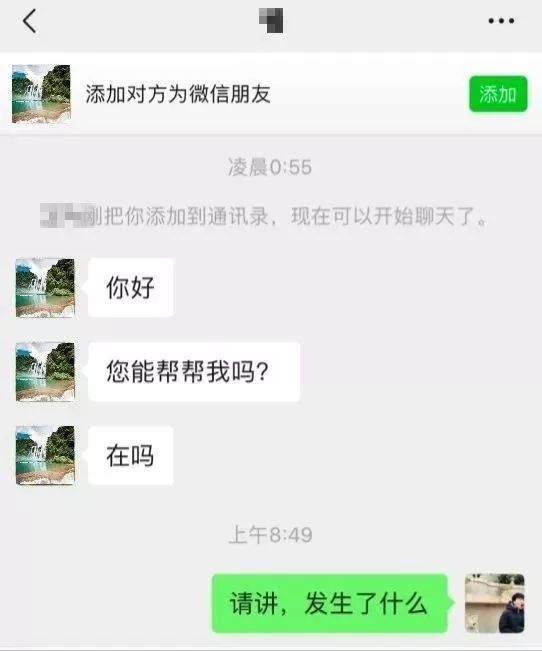 添加对方为微信朋友
添加
凌晨0:55
刚把你添加到通讯录，现在可以开始聊天了。
你好
您能帮帮我吗?
在吗
上午8:49
请讲，发生了什么